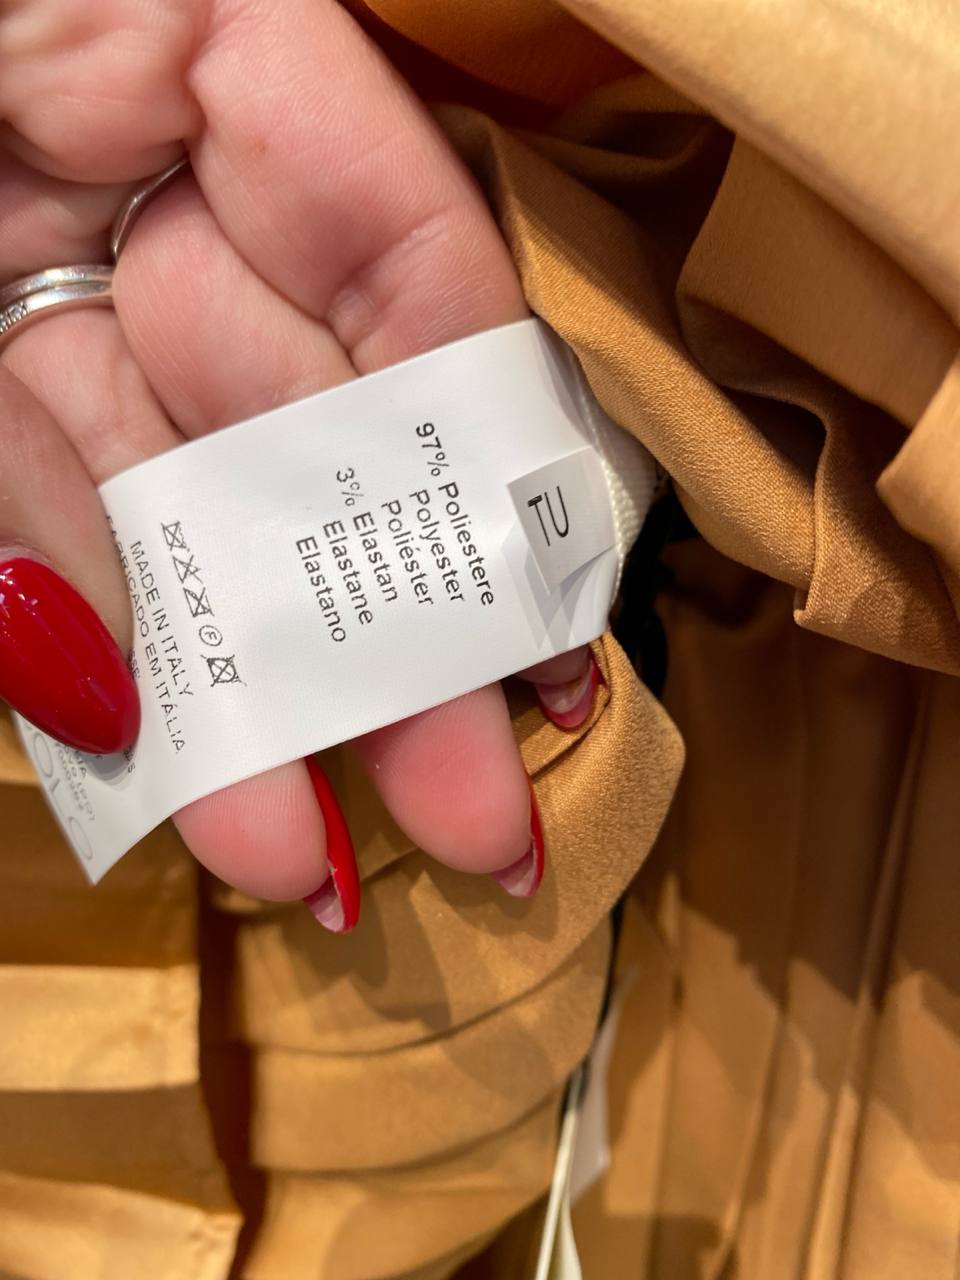 TU
97% Poliestere
Polyester
Poliéster
3% Elastan
Elastane
Elastano
F
MADE IN ITALY
FABRICADO EM ITÁLIA